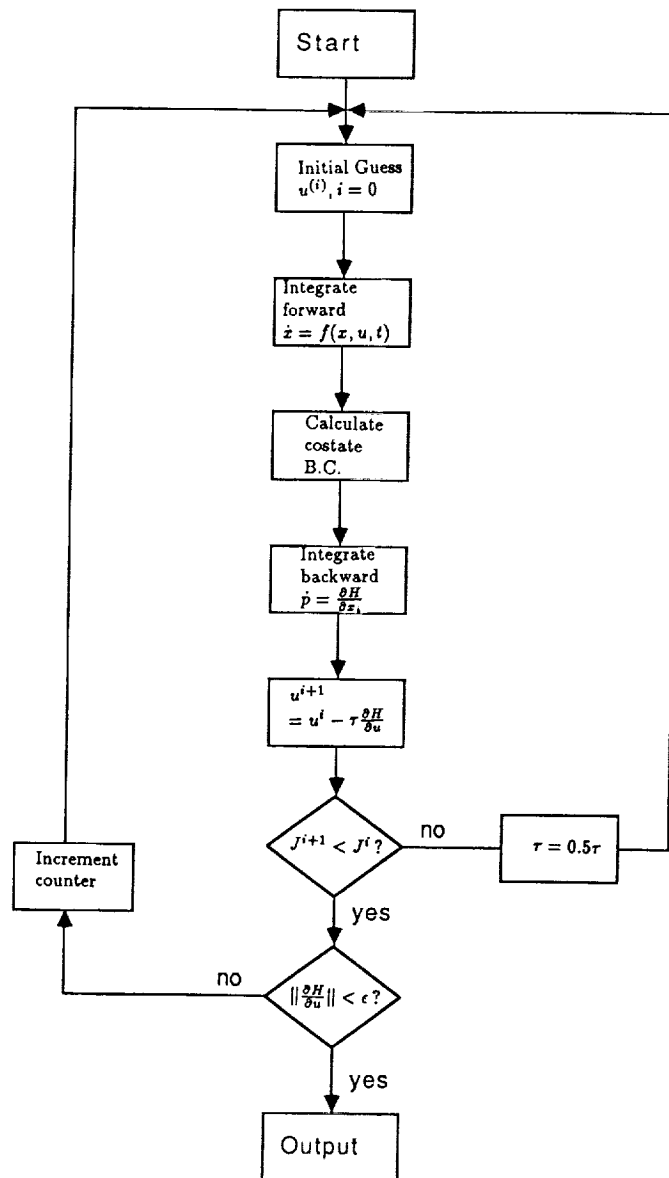 Start
Initial Guess
u^{(i)}, i = 0
Integrate
forward
ẋ = f(x, u, t)
Calculate
costate
B.C.
Integrate
backward
ṗ = ∂H/∂x,
u^{i+1}
= u^i − τ ∂H/∂u
J^{i+1} < J^i ?
no
τ = 0.5τ
Increment
counter
yes
no
‖∂H/∂u‖ < ε ?
yes
Output